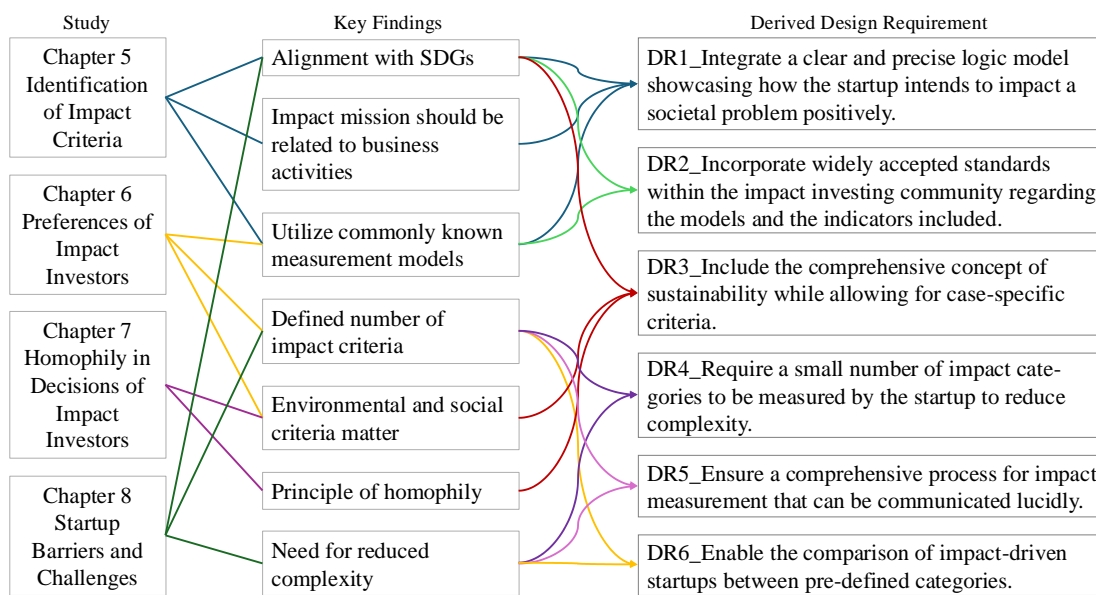 Study
Key Findings
Derived Design Requirement
Chapter 5
Identification
of Impact
Criteria
Chapter 6
Preferences of
Impact
Investors
Chapter 7
Homophily in
Decisions of
Impact
Investors
Chapter 8
Startup
Barriers and
Challenges
Alignment with SDGs
Impact mission should be
related to business
activities
Utilize commonly known
measurement models
Defined number of
impact criteria
Environmental and social
criteria matter
Principle of homophily
Need for reduced
complexity
DR1_Integrate a clear and precise logic model
showcasing how the startup intends to impact a
societal problem positively.
DR2_Incorporate widely accepted standards
within the impact investing community regarding
the models and the indicators included.
DR3_Include the comprehensive concept of
sustainability while allowing for case-specific
criteria.
DR4_Require a small number of impact cate-
gories to be measured by the startup to reduce
complexity.
DR5_Ensure a comprehensive process for impact
measurement that can be communicated lucidly.
DR6_Enable the comparison of impact-driven
startups between pre-defined categories.